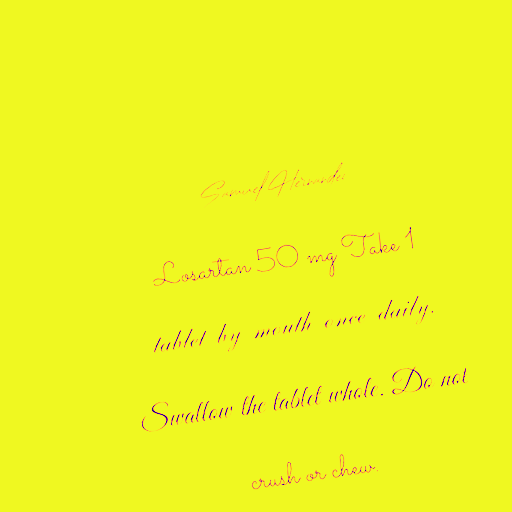 Samuel Hernandez
Losartan 50 mg Take 1
tablet by mouth once daily.
Swallow the tablet whole. Do not
crush or chew.